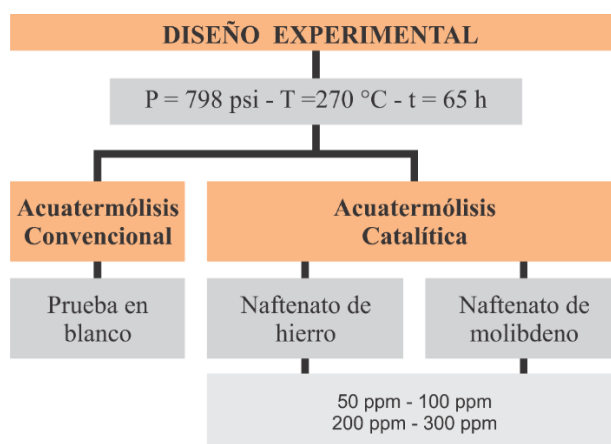 DISEÑO EXPERIMENTAL
P = 798 psi - T =270 °C - t = 65 h
Acuatermólisis
Convencional
Acuatermólisis
Catalítica
Prueba en
blanco
Naftenato de
hierro
Naftenato de
molibdeno
50 ppm - 100 ppm
200 ppm - 300 ppm